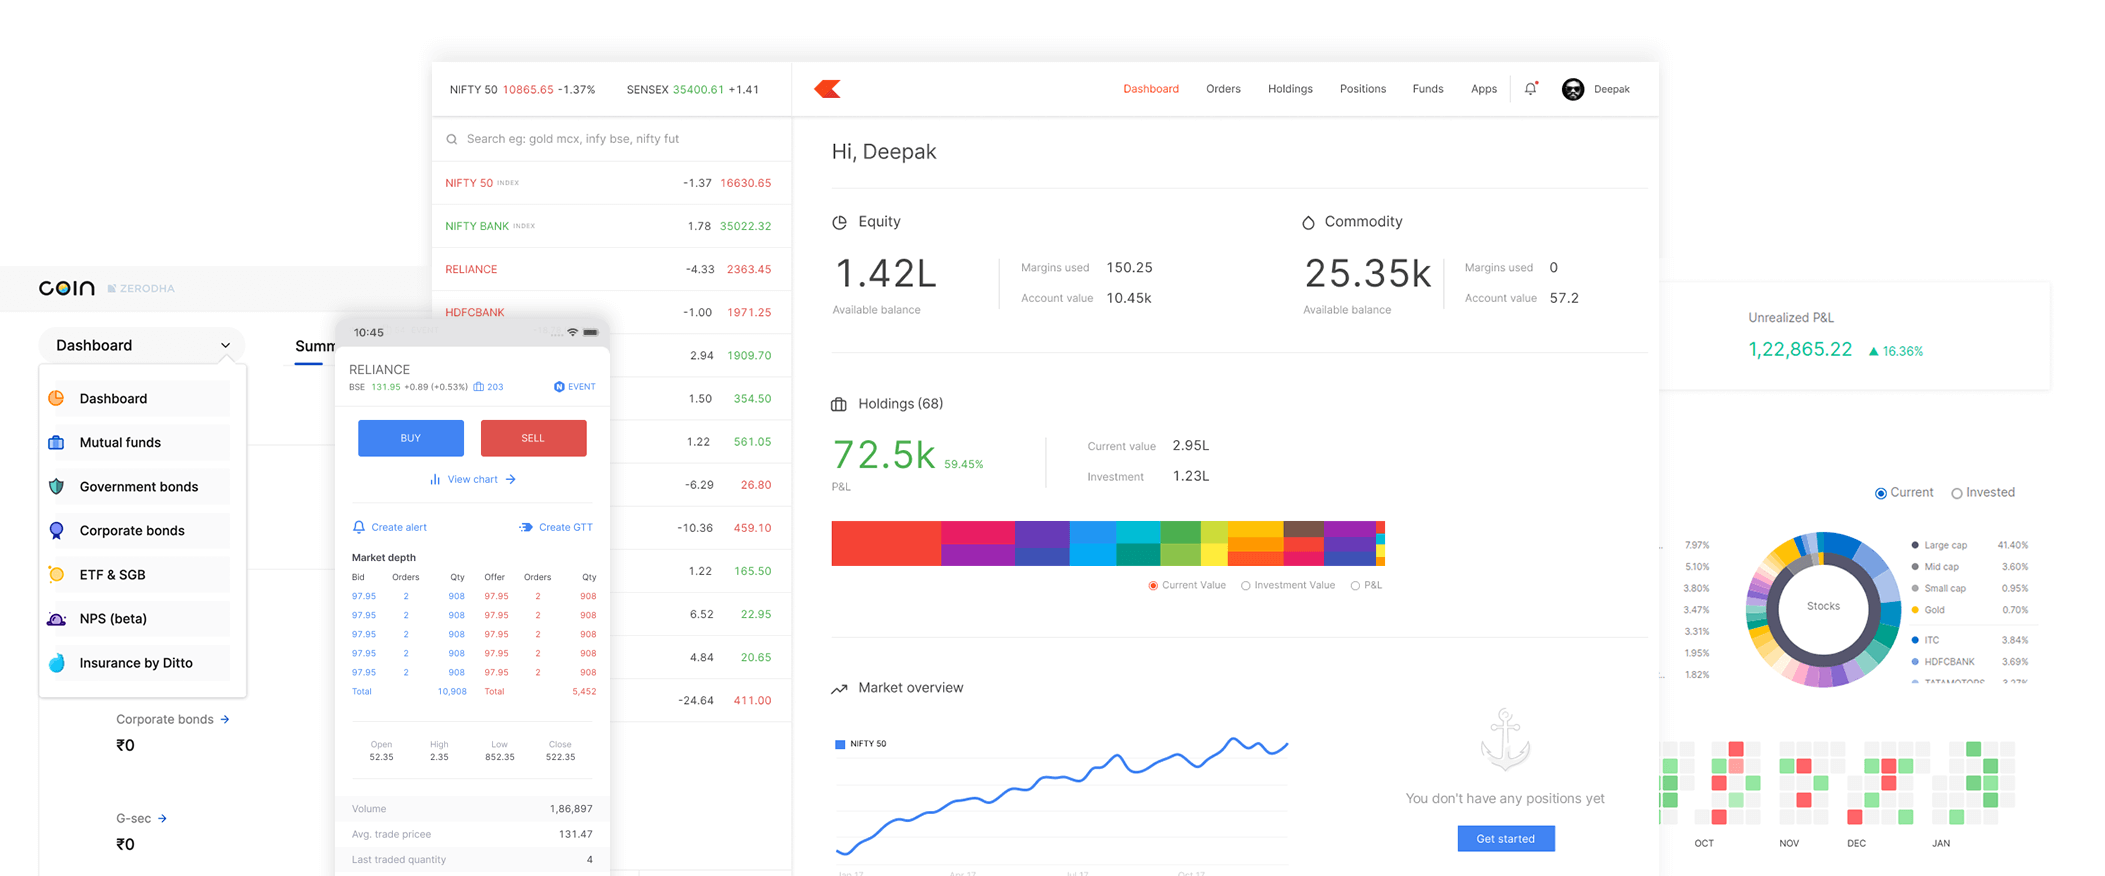 NIFTY 50 10865.65 -1.37% SENSEX 35400.61 +1.41
Dashboard Orders Holdings Positions Funds Apps Deepak
Search eg: gold mcx, infy bse, nifty fut
NIFTY 50 INDEX -1.37 16630.65
NIFTY BANK INDEX 1.78 35022.32
RELIANCE -4.33 2363.45
HDFCBANK -1.00 1971.25
2.94 1909.70
1.50 354.50
1.22 561.05
-6.29 26.80
-10.36 459.10
1.22 165.50
6.52 22.95
4.84 20.65
-24.64 411.00
Hi, Deepak
Equity
1.42L
Available balance
Margins used 150.25
Account value 10.45k
Commodity
25.35k
Available balance
Margins used 0
Account value 57.2
Holdings (68)
72.5k 59.45%
P&L
Current value 2.95L
Investment 1.23L
Current Value Investment Value P&L
Market overview
NIFTY 50
Jan 17 Apr 17 Jul 17 Oct 17
You don't have any positions yet
Get started
coin ZERODHA
Dashboard
Summ
Dashboard
Mutual funds
Government bonds
Corporate bonds
ETF & SGB
NPS (beta)
Insurance by Ditto
Corporate bonds
₹0
G-sec
₹0
10:45
RELIANCE
BSE 131.95 +0.89 (+0.53%) 203 EVENT
BUY SELL
View chart
Create alert Create GTT
Market depth
Bid Orders Qty Offer Orders Qty
97.95 2 908 97.95 2 908
97.95 2 908 97.95 2 908
97.95 2 908 97.95 2 908
97.95 2 908 97.95 2 908
97.95 2 908 97.95 2 908
Total 10,908 Total 5,452
Open High Low Close
52.35 2.35 852.35 522.35
Volume 1,86,897
Avg. trade pricee 131.47
Last traded quantity 4
Unrealized P&L
1,22,865.22 16.36%
Current Invested
7.97%
5.10%
3.80%
3.47%
3.31%
1.95%
1.82%
Stocks
Large cap 41.40%
Mid cap 3.60%
Small cap 0.95%
Gold 0.70%
ITC 3.84%
HDFCBANK 3.69%
TATAMOTORS 3.27%
OCT NOV DEC JAN